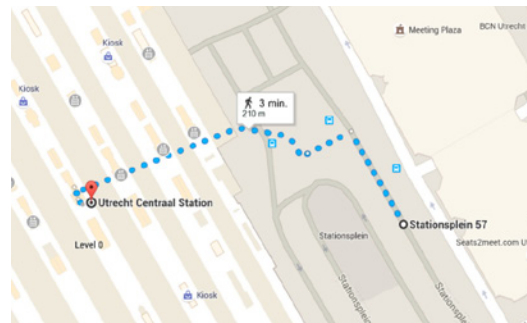 Kiosk
Meeting Plaza
BCN Utrecht
Kiosk
3 min.
210 m
Utrecht Centraal Station
Stationsplein 57
Stationsplein
Level 0
Seats2meet.com U
Kiosk
Stationsplein
Stationsplein